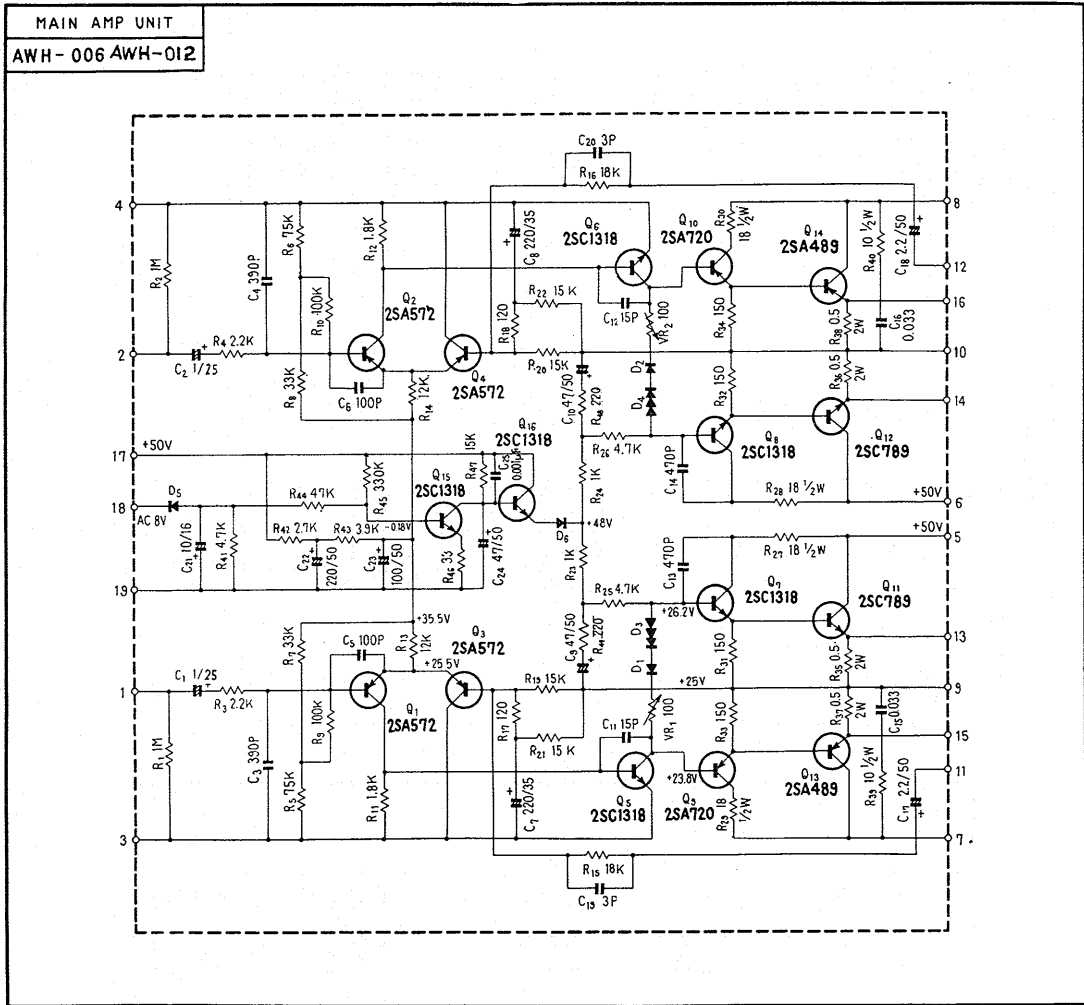 MAIN AMP UNIT
AWH-006 AWH-012
C20 3P
R16 18K
4
8
R2 1M
C4 390P
R6 75K
R12 1.8K
C8 220/35
Q6
2SC1318
Q10
2SA720
R30
18 ½W
Q14
2SA489
R40 10 ½W
C18 2.2/50
12
R10 100K
Q2
2SA572
R22 15K
R18 120
C12 15P
VR2 100
R34 150
R38 0.5
2W
C16
0.033
16
2
C2 1/25
R4 2.2K
C6 100P
Q4
2SA572
R20 15K
10
R8 33K
R14 12K
C10 47/50
R48 220
D2
D4
R32 150
R36 0.5
2W
14
Q16
2SC1318
17
+50V
R45 330K
R47 15K
C25
0.001μF
R26 4.7K
C14 470P
Q8
2SC1318
Q12
2SC789
R24 1K
Q15
2SC1318
R28 18 ½W
+50V
6
18
D5
AC 8V
R44 47K
D6
+48V
R42 2.7K
R43 3.9K
-0.18V
C21 10/16
R41 4.7K
C22
220/50
C23
100/50
R46 33
C24 47/50
R23 1K
+50V
5
R27 18 ½W
C13 470P
19
R25 4.7K
+26.2V
Q7
2SC1318
Q11
2SC789
+35.5V
R7 33K
C5 100P
R13
12K
Q3
2SA572
C9 47/50
220
D3
D1
R31 150
13
R35 0.5
2W
+25.5V
1
C1 1/25
R3 2.2K
Q1
2SA572
R19 15K
+25V
9
R1 1M
C3 390P
R9 100K
R17 120
R21 15K
C11 15P
VR1 100
R33 150
R37 0.5
2W
C15 0.033
15
R5 75K
R11 1.8K
C7 220/35
Q5
2SC1318
+23.8V
Q9
2SA720
R29 18
½W
Q13
2SA489
R39 10 ½W
C17 2.2/50
11
3
7
R15 18K
C19 3P